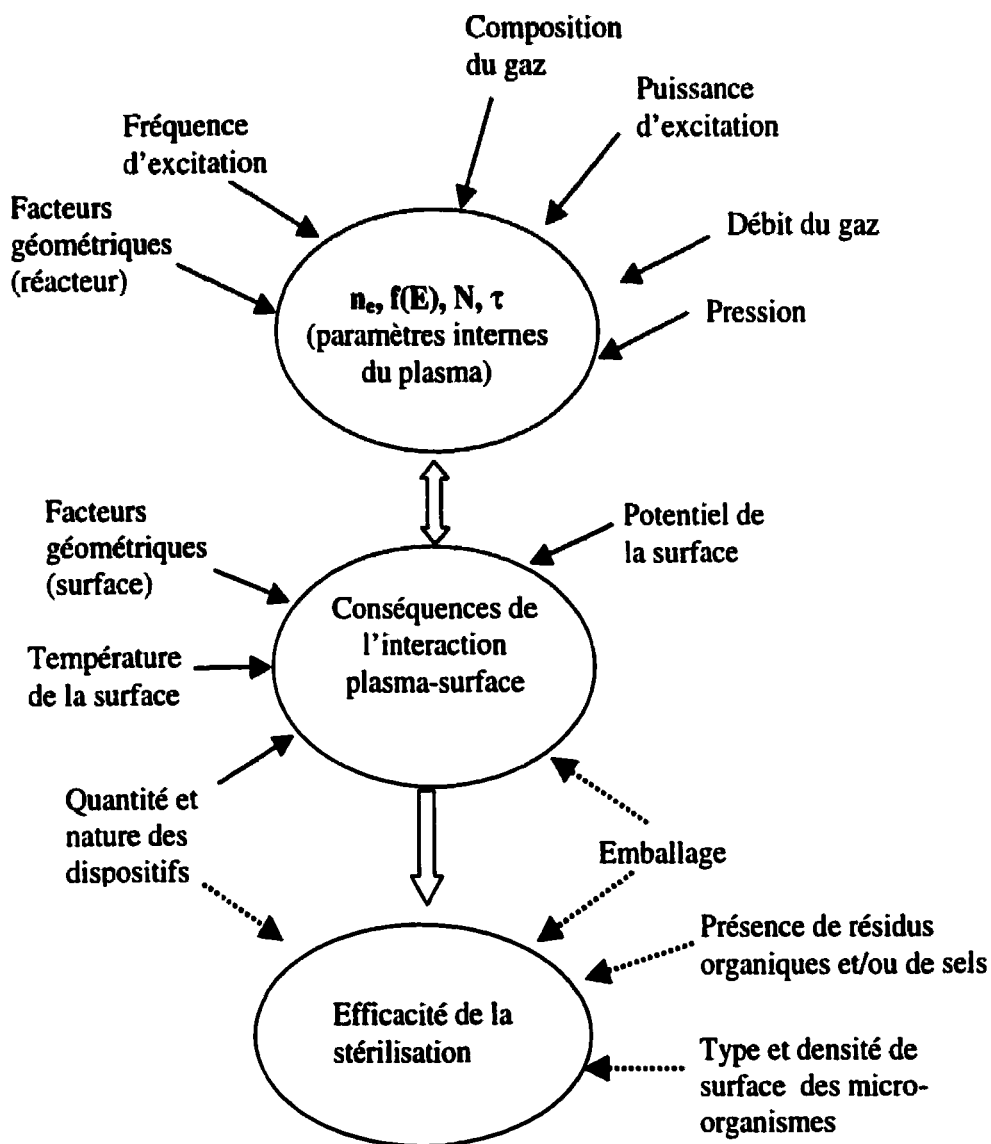 Composition
du gaz
Puissance
d'excitation
Fréquence
d'excitation
Facteurs
géométriques
(réacteur)
Débit du gaz
Pression
nₑ, f(E), N, τ
(paramètres internes
du plasma)
Facteurs
géométriques
(surface)
Potentiel de
la surface
Conséquences de
l'interaction
plasma-surface
Température
de la surface
Quantité et
nature des
dispositifs
Emballage
Présence de résidus
organiques et/ou de sels
Efficacité de la
stérilisation
Type et densité de
surface des micro-
organismes